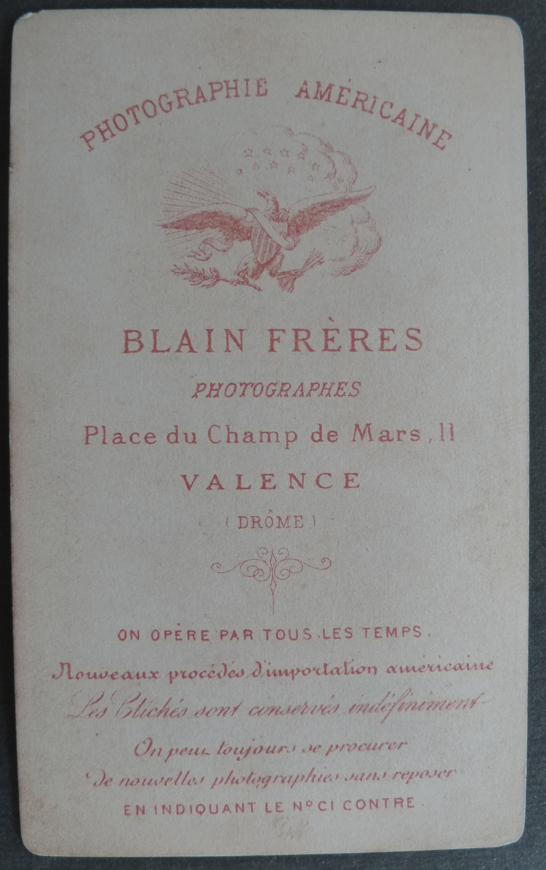 PHOTOGRAPHIE AMÉRICAINE
BLAIN FRÈRES
PHOTOGRAPHES
Place du Champ de Mars, 11
VALENCE
(DRÔME)
ON OPÈRE PAR TOUS LES TEMPS.
Nouveaux procédés d'importation américaine
Les Clichés sont conservés indéfiniment
On peut toujours se procurer
de nouvelles photographies sans reposer
EN INDIQUANT LE Nº CI CONTRE.